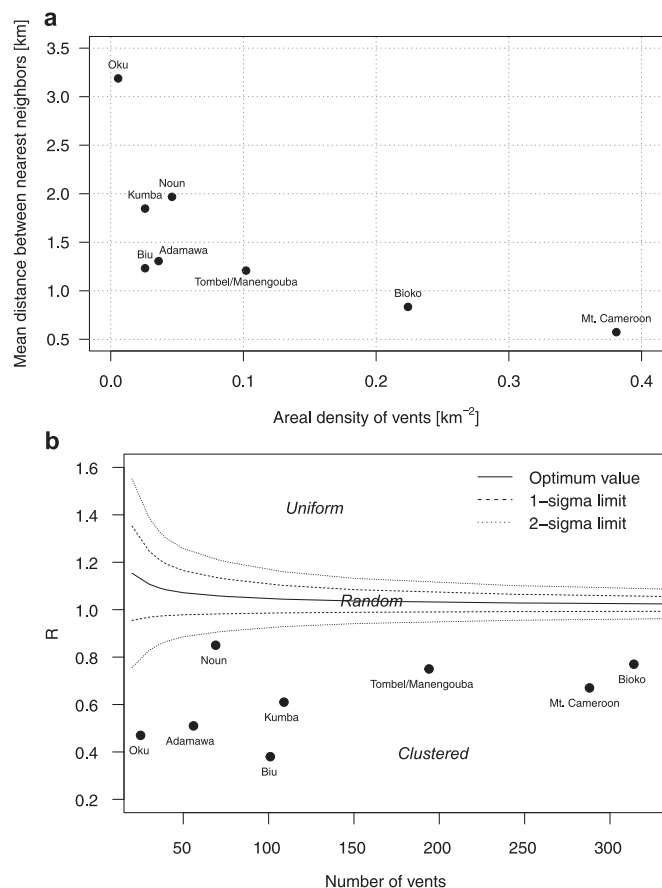 a
Mean distance between nearest neighbors [km]
3.5
3.0
2.5
2.0
1.5
1.0
0.5
Oku
Noun
Kumba
Biu
Adamawa
Tombel/Manengouba
Bioko
Mt. Cameroon
0.0 0.1 0.2 0.3 0.4
Areal density of vents [km⁻²]
b
R
1.6
1.4
1.2
1.0
0.8
0.6
0.4
0.2
Optimum value
1−sigma limit
2−sigma limit
Uniform
Random
Noun
Tombel/Manengouba
Bioko
Mt. Cameroon
Kumba
Adamawa
Oku
Biu
Clustered
50 100 150 200 250 300
Number of vents